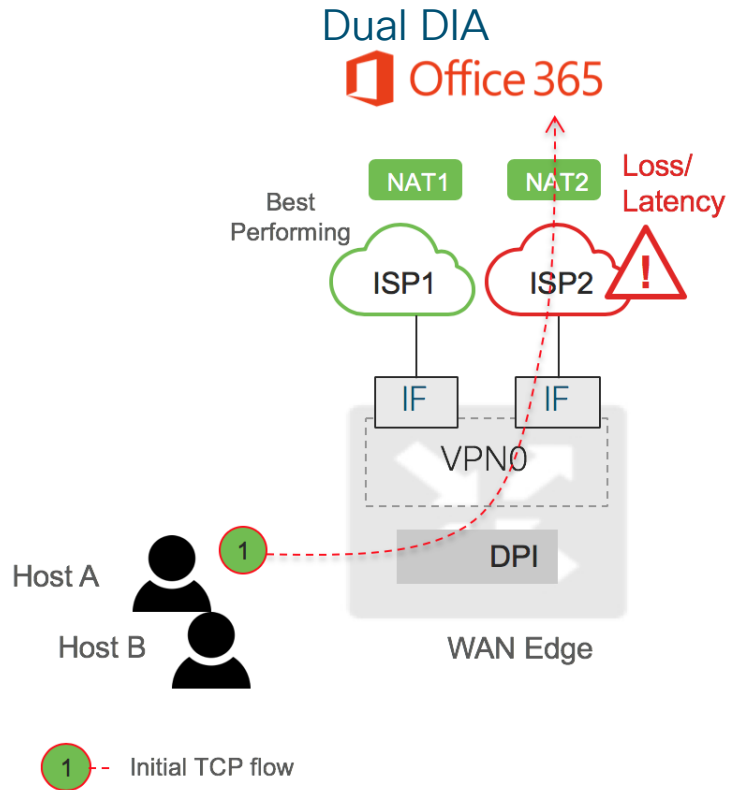 Dual DIA
Office 365
NAT1
NAT2
Loss/
Latency
Best
Performing
ISP1
ISP2
!
IF
IF
VPN0
DPI
1
Host A
Host B
WAN Edge
1
Initial TCP flow